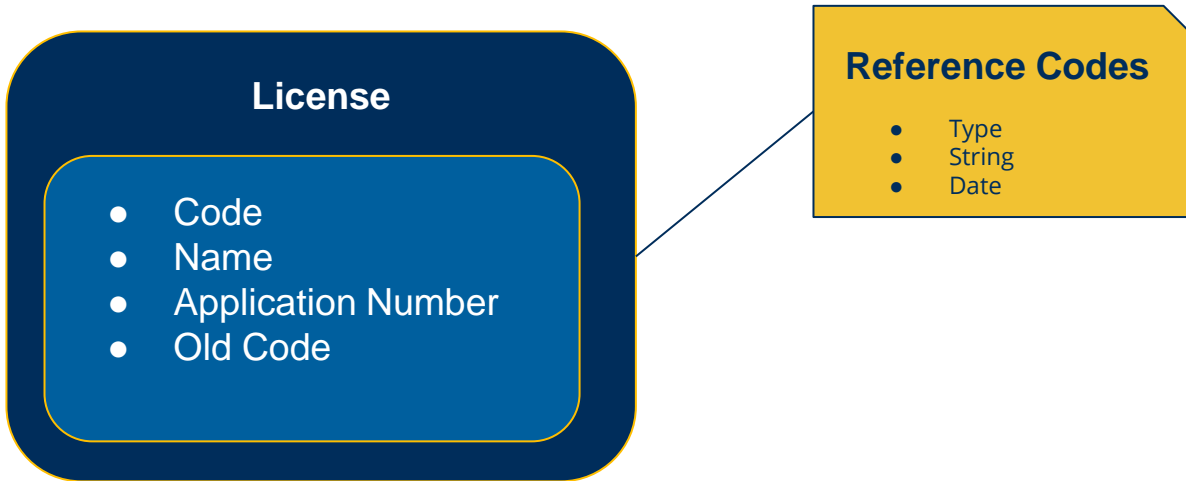 License
● Code
● Name
● Application Number
● Old Code
Reference Codes
● Type
● String
● Date